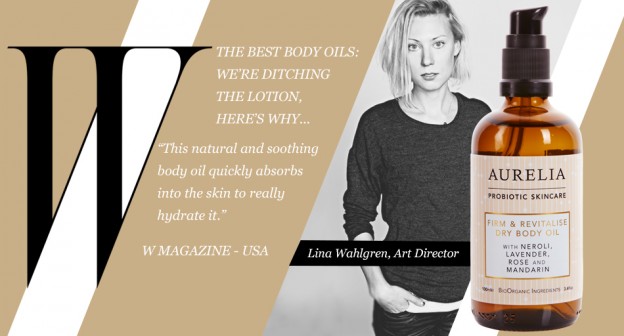 W
THE BEST BODY OILS:
WE'RE DITCHING
THE LOTION,
HERE'S WHY...
“This natural and soothing
body oil quickly absorbs
into the skin to really
hydrate it.”
W MAGAZINE - USA
Lina Wahlgren, Art Director
AURELIA
PROBIOTIC SKINCARE
FIRM & REVITALISE
DRY BODY OIL
WITH NEROLI,
LAVENDER,
ROSE AND
MANDARIN
BIOORGANIC INGREDIENTS